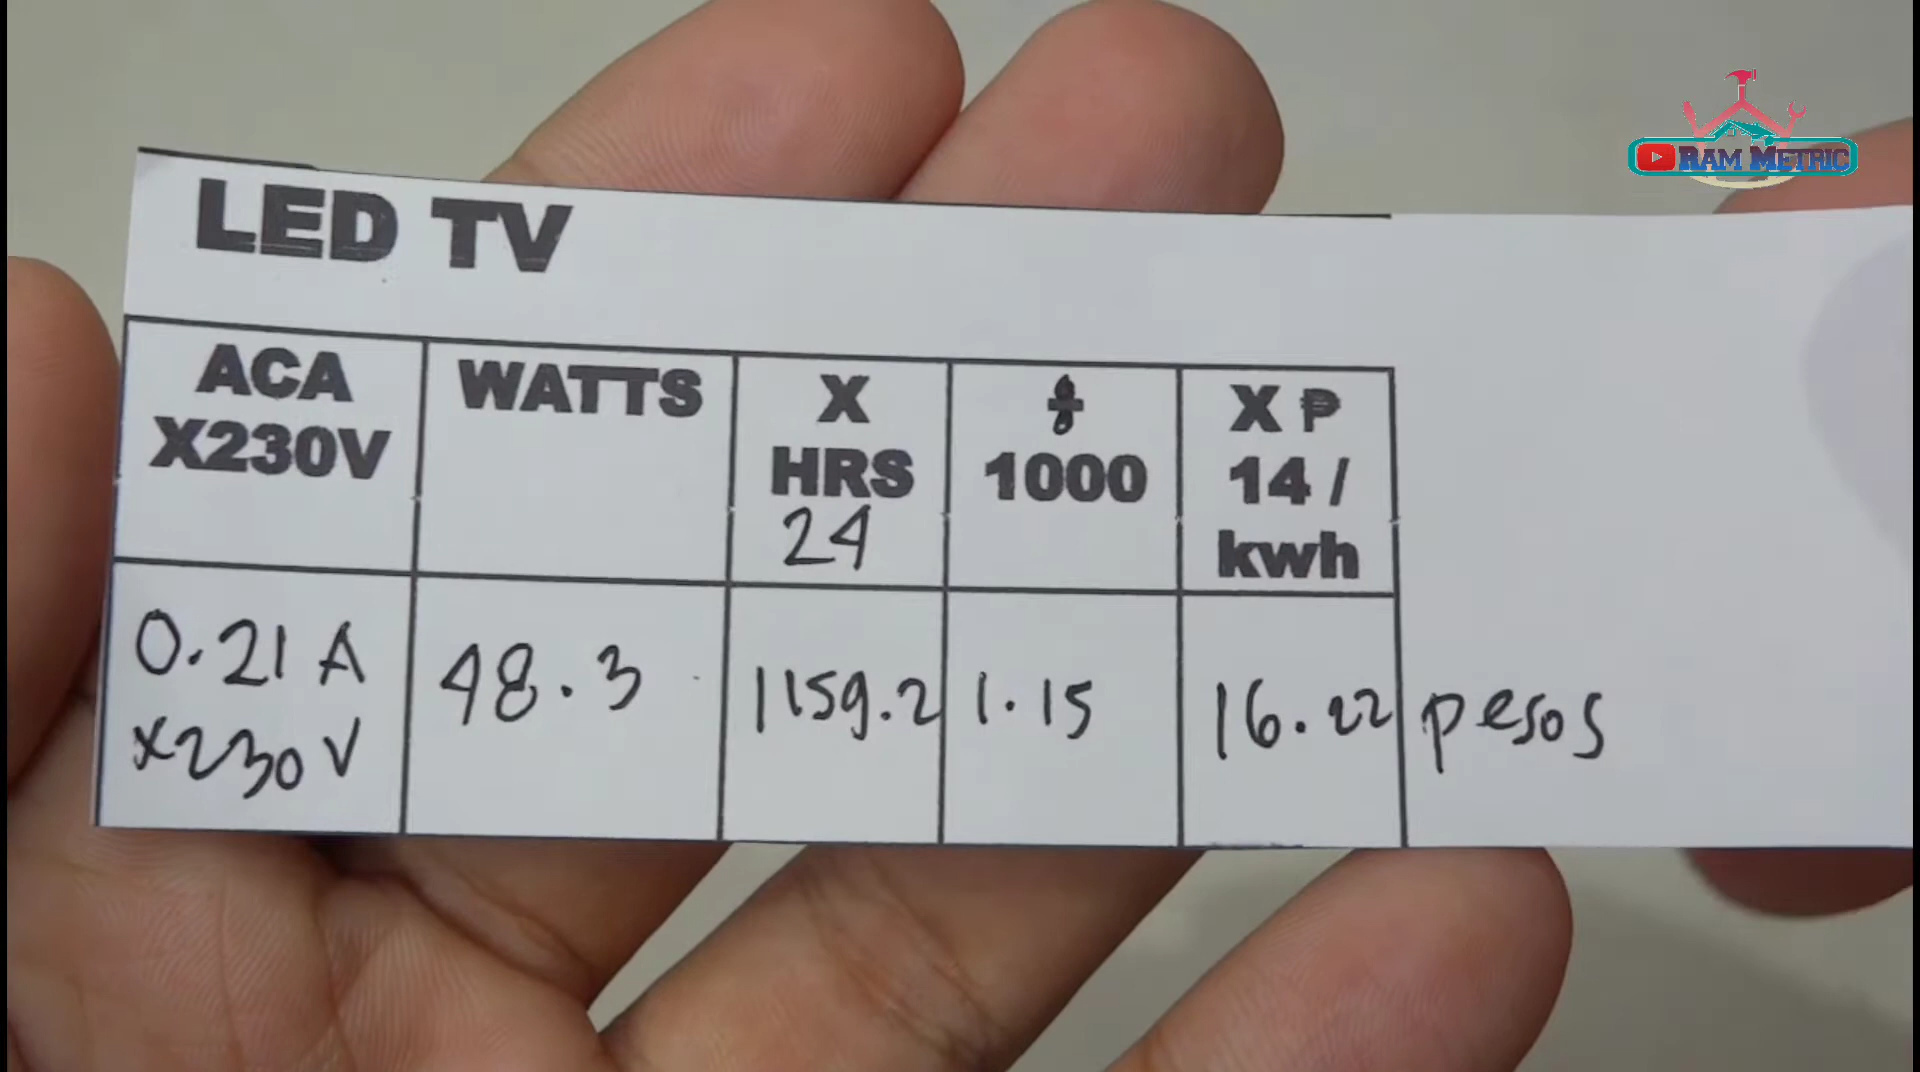 RAM METRIC
LED TV
ACA
X230V
WATTS
X
HRS
24
÷
1000
X ₱
14 /
kwh
0.21 A
X230V
48.3
1159.2
1.15
16.22
pesos